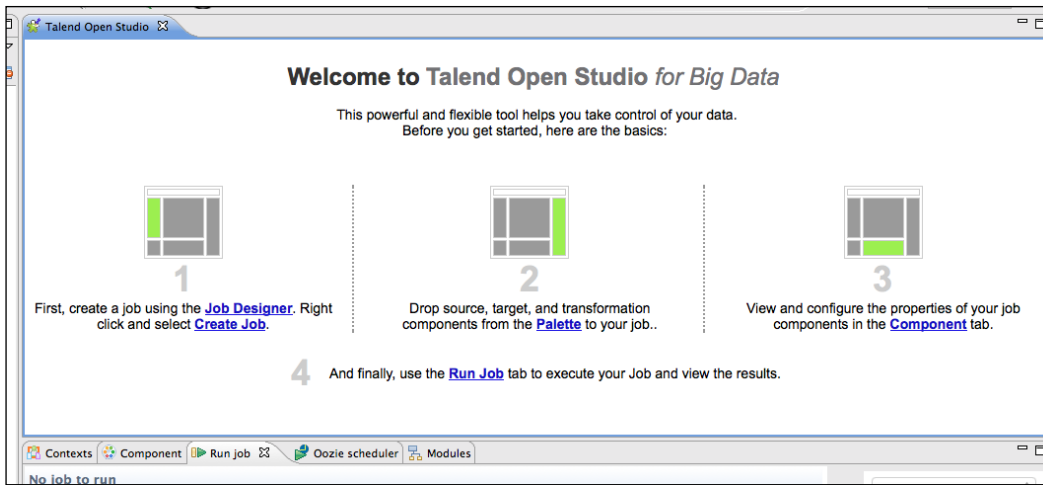 Talend Open Studio
Welcome to Talend Open Studio for Big Data
This powerful and flexible tool helps you take control of your data.
Before you get started, here are the basics:
1
First, create a job using the Job Designer. Right
click and select Create Job.
2
Drop source, target, and transformation
components from the Palette to your job..
3
View and configure the properties of your job
components in the Component tab.
4 And finally, use the Run Job tab to execute your Job and view the results.
Contexts Component Run job Oozie scheduler Modules
No job to run